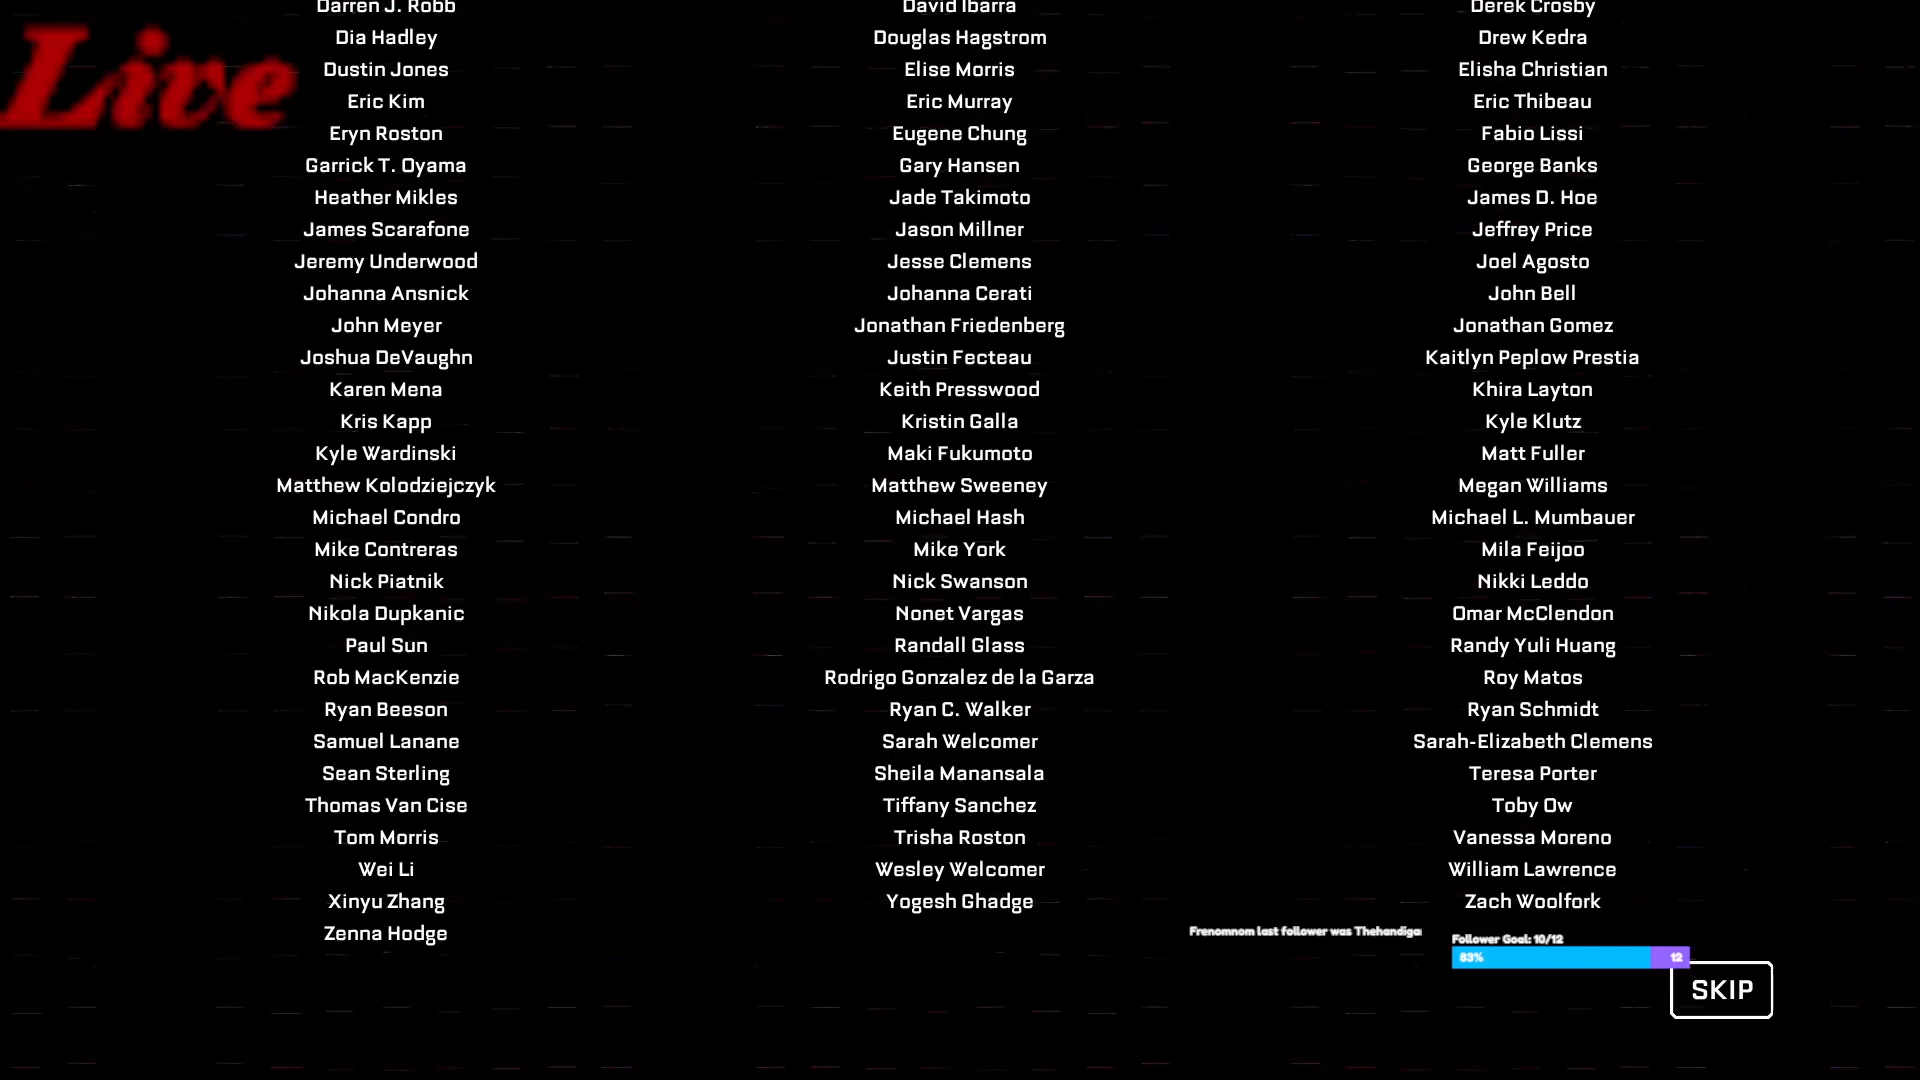 Darren J. Robb David Ibarra Derek Crosby
Live
Dia Hadley Douglas Hagstrom Drew Kedra
Dustin Jones Elise Morris Elisha Christian
Eric Kim Eric Murray Eric Thibeau
Eryn Roston Eugene Chung Fabio Lissi
Garrick T. Oyama Gary Hansen George Banks
Heather Mikles Jade Takimoto James D. Hoe
James Scarafone Jason Millner Jeffrey Price
Jeremy Underwood Jesse Clemens Joel Agosto
Johanna Ansnick Johanna Cerati John Bell
John Meyer Jonathan Friedenberg Jonathan Gomez
Joshua DeVaughn Justin Fecteau Kaitlyn Peplow Prestia
Karen Mena Keith Presswood Khira Layton
Kris Kapp Kristin Galla Kyle Klutz
Kyle Wardinski Maki Fukumoto Matt Fuller
Matthew Kolodziejczyk Matthew Sweeney Megan Williams
Michael Condro Michael Hash Michael L. Mumbauer
Mike Contreras Mike York Mila Feijoo
Nick Piatnik Nick Swanson Nikki Leddo
Nikola Dupkanic Nonet Vargas Omar McClendon
Paul Sun Randall Glass Randy Yuli Huang
Rob MacKenzie Rodrigo Gonzalez de la Garza Roy Matos
Ryan Beeson Ryan C. Walker Ryan Schmidt
Samuel Lanane Sarah Welcomer Sarah-Elizabeth Clemens
Sean Sterling Sheila Manansala Teresa Porter
Thomas Van Cise Tiffany Sanchez Toby Ow
Tom Morris Trisha Roston Vanessa Moreno
Wei Li Wesley Welcomer William Lawrence
Xinyu Zhang Yogesh Ghadge Zach Woolfork
Zenna Hodge
Frenomnom last follower was Thehandiga
Follower Goal: 10/12
83% 12
SKIP